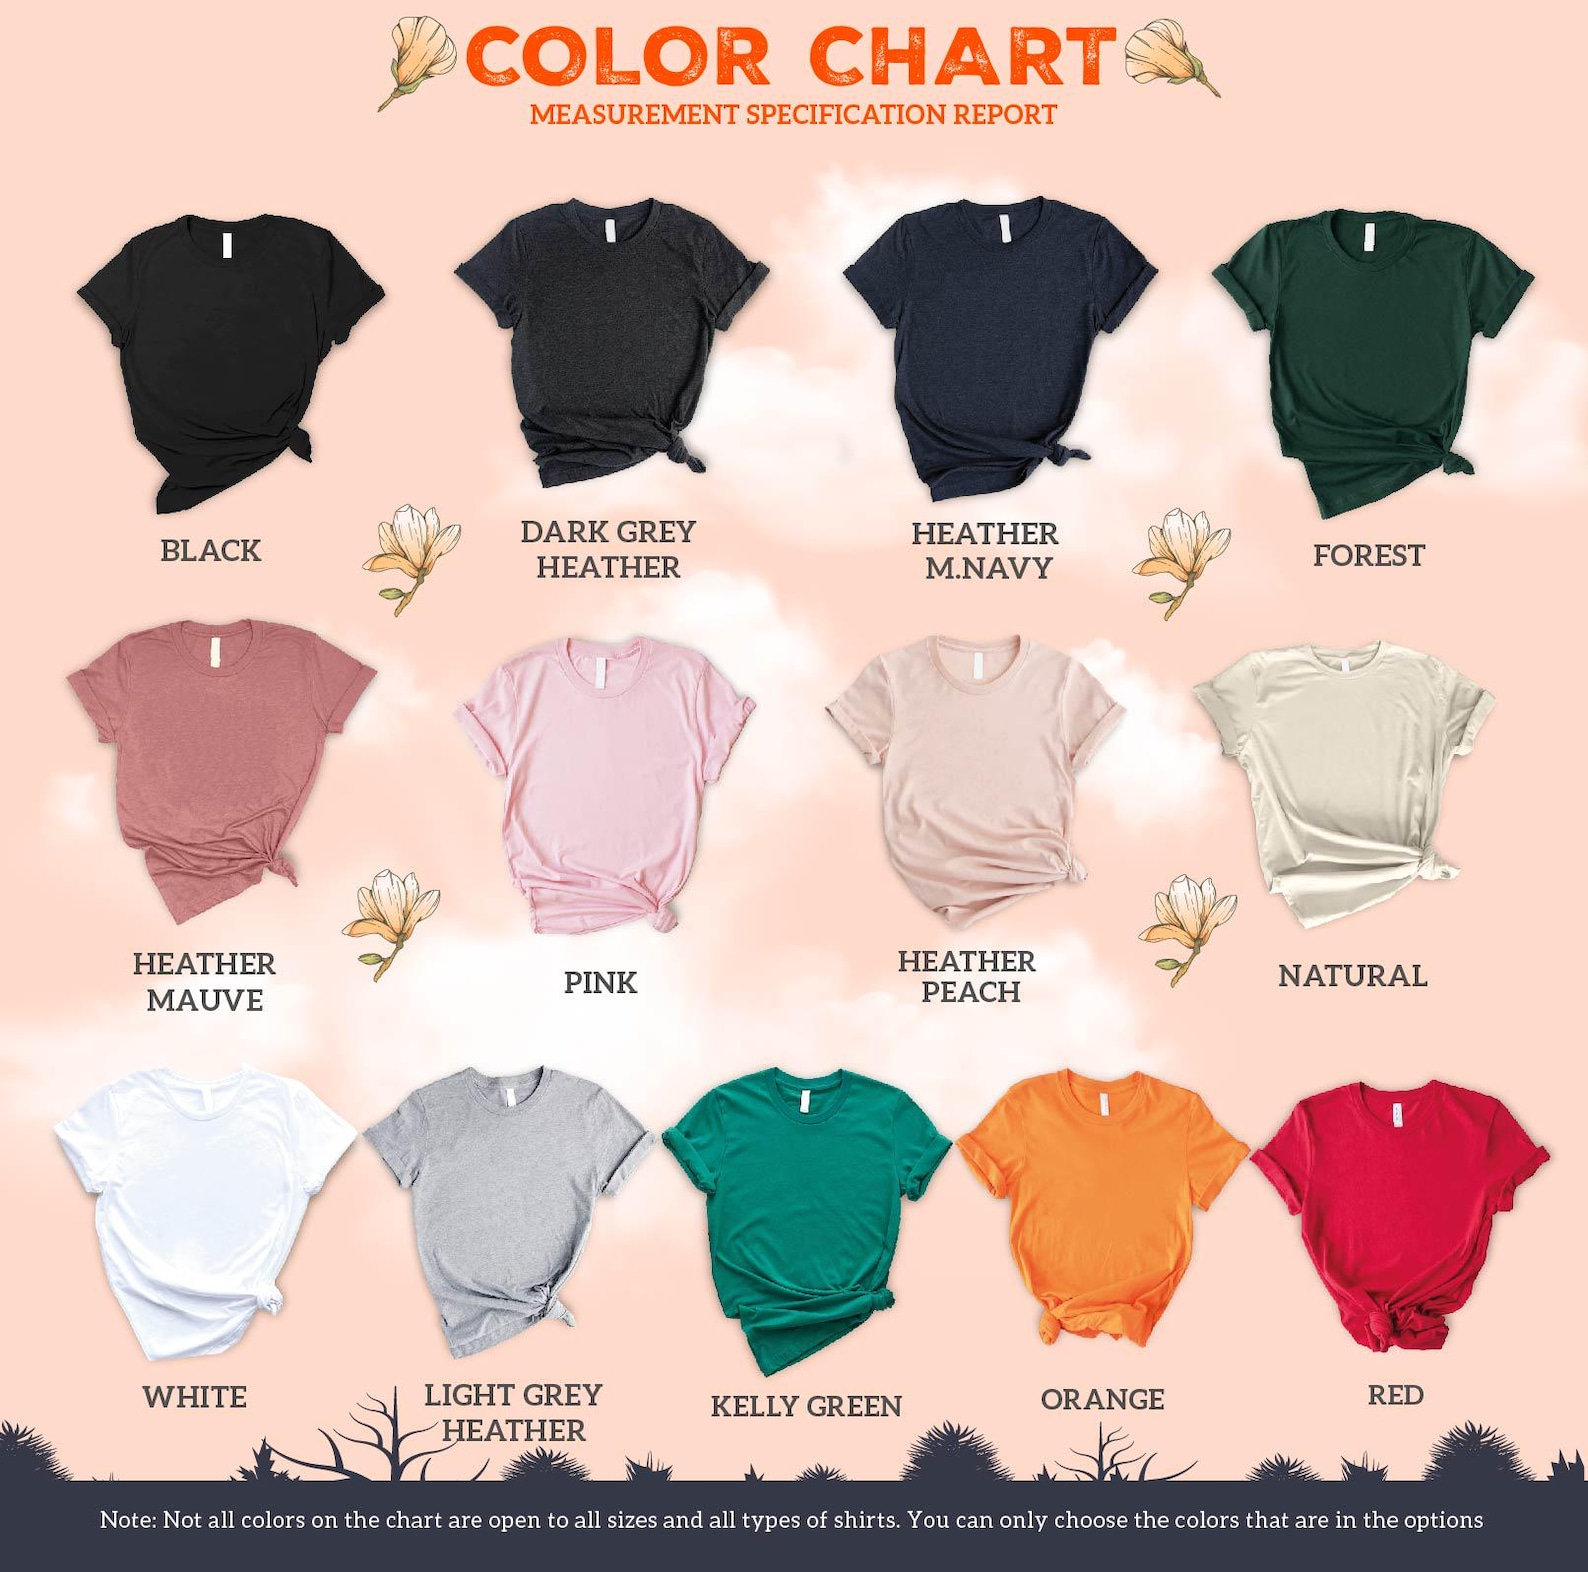 COLOR CHART
MEASUREMENT SPECIFICATION REPORT
BLACK
DARK GREY
HEATHER
HEATHER
M.NAVY
FOREST
HEATHER
MAUVE
PINK
HEATHER
PEACH
NATURAL
WHITE
LIGHT GREY
HEATHER
KELLY GREEN
ORANGE
RED
Note: Not all colors on the chart are open to all sizes and all types of shirts. You can only choose the colors that are in the options